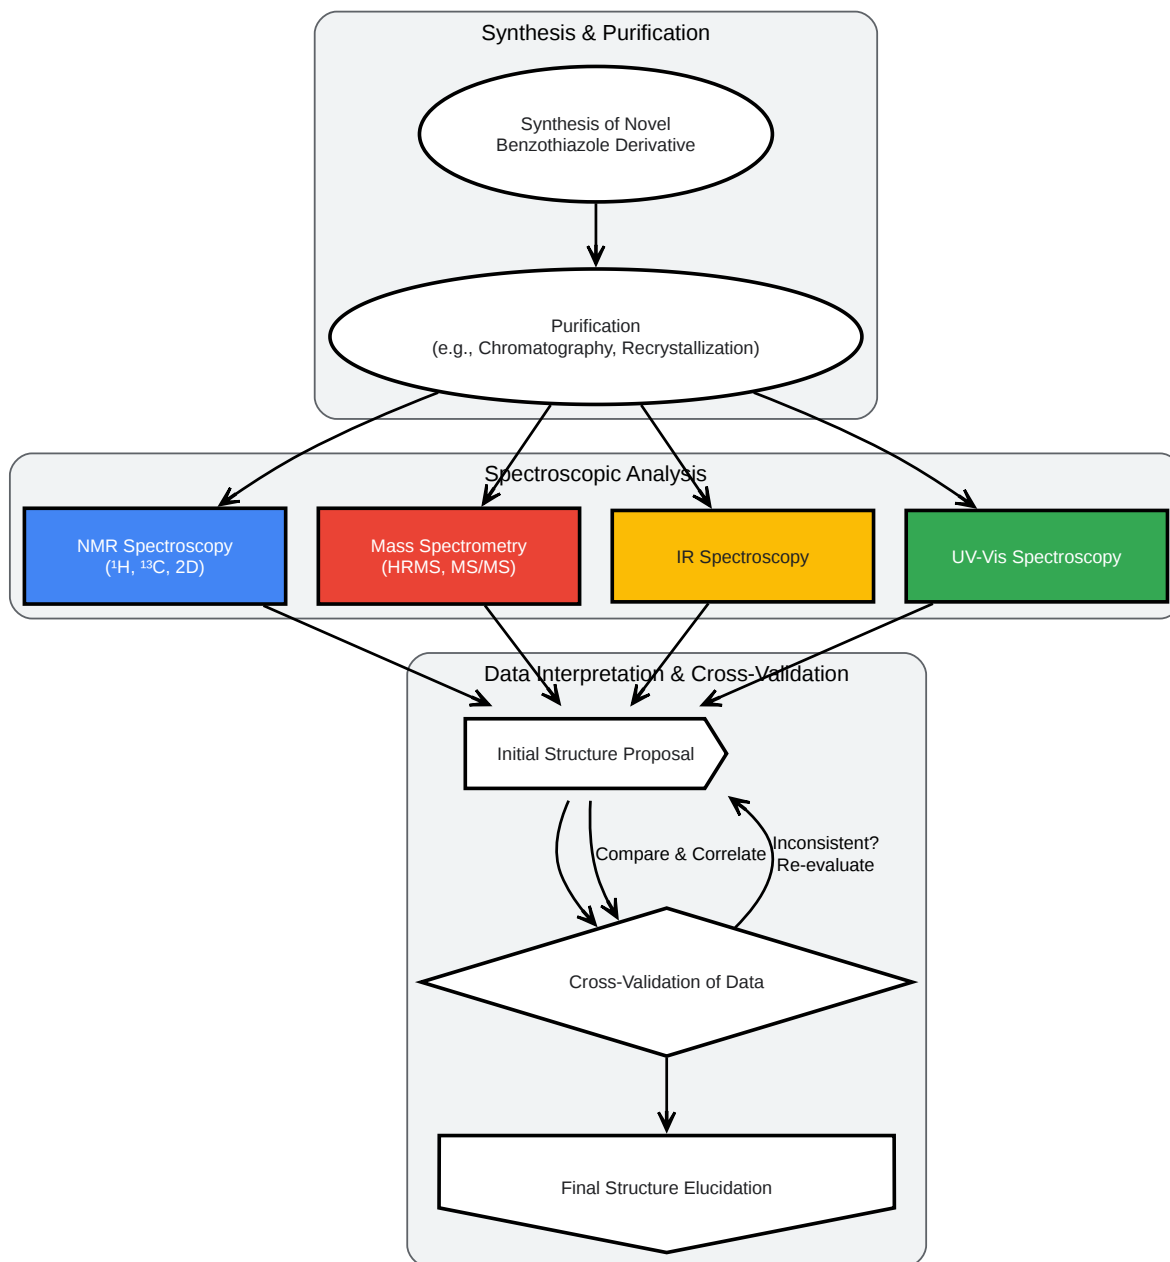 Synthesis & Purification
Synthesis of Novel
Benzothiazole Derivative
Purification
(e.g., Chromatography, Recrystallization)
Spectroscopic Analysis
NMR Spectroscopy
(¹H, ¹³C, 2D)
Mass Spectrometry
(HRMS, MS/MS)
IR Spectroscopy
UV-Vis Spectroscopy
Data Interpretation & Cross-Validation
Initial Structure Proposal
Compare & Correlate
Inconsistent?
Re-evaluate
Cross-Validation of Data
Final Structure Elucidation